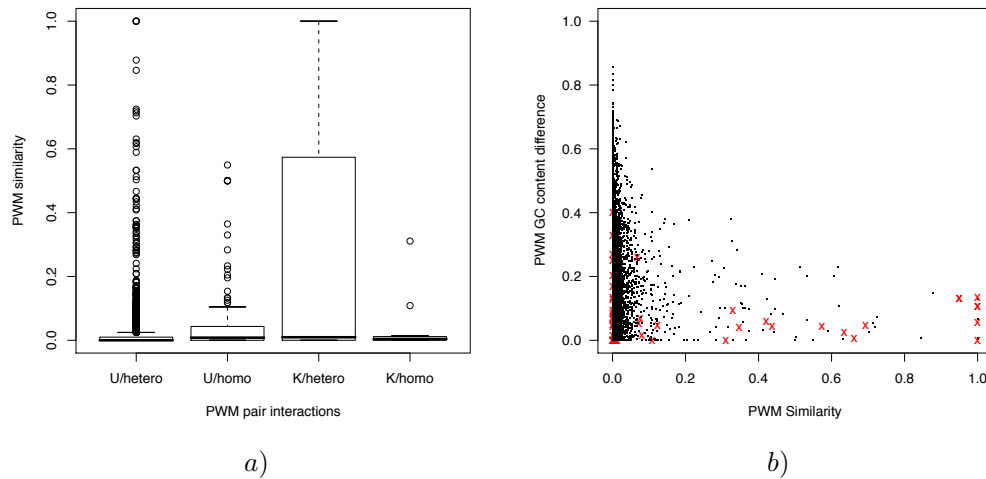 1.0
0.8
0.6
0.4
0.2
0.0
PWM similarity
U/hetero U/homo K/hetero K/homo
PWM pair interactions
a)
1.0
0.8
0.6
0.4
0.2
0.0
PWM GC content difference
0.0 0.2 0.4 0.6 0.8 1.0
PWM Similarity
b)